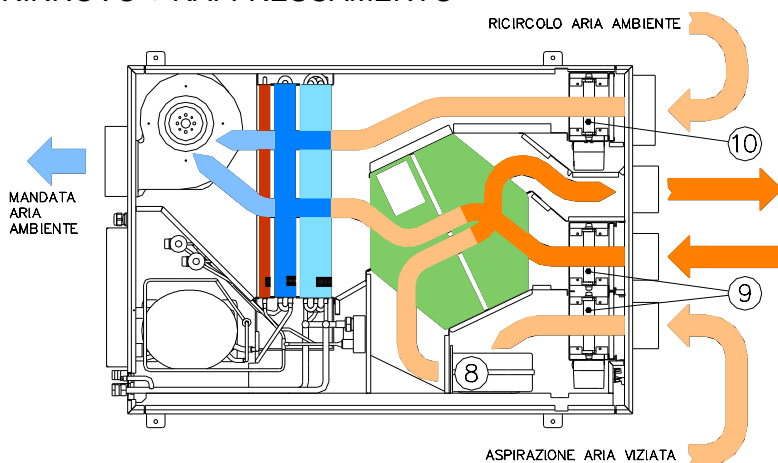 RICIRCOLO ARIA AMBIENTE
10
MANDATA
ARIA
AMBIENTE
9
8
ASPIRAZIONE ARIA VIZIATA